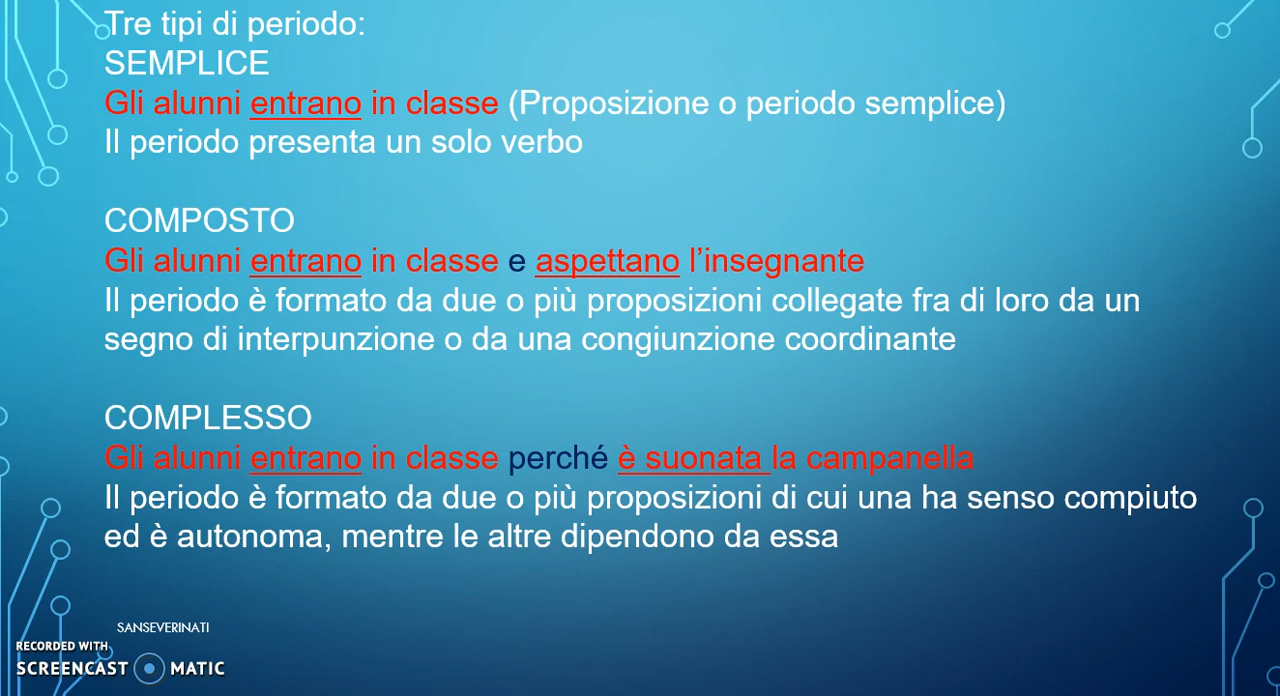 Tre tipi di periodo:
SEMPLICE
Gli alunni entrano in classe (Proposizione o periodo semplice)
Il periodo presenta un solo verbo
COMPOSTO
Gli alunni entrano in classe e aspettano l’insegnante
Il periodo è formato da due o più proposizioni collegate fra di loro da un
segno di interpunzione o da una congiunzione coordinante
COMPLESSO
Gli alunni entrano in classe perché è suonata la campanella
Il periodo è formato da due o più proposizioni di cui una ha senso compiuto
ed è autonoma, mentre le altre dipendono da essa
SANSEVERINATI
RECORDED WITH
SCREENCAST MATIC